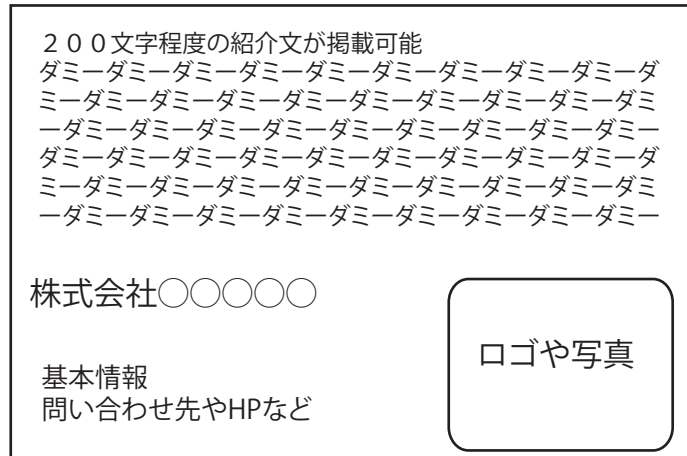 ２００文字程度の紹介文が掲載可能
ダミーダミーダミーダミーダミーダミーダミーダミーダミーダ
ミーダミーダミーダミーダミーダミーダミーダミーダミーダミ
ーダミーダミーダミーダミーダミーダミーダミーダミーダミー
ダミーダミーダミーダミーダミーダミーダミーダミーダミーダ
ミーダミーダミーダミーダミーダミーダミーダミーダミーダミ
ーダミーダミーダミーダミーダミーダミーダミーダミーダミー
株式会社〇〇〇〇〇
ロゴや写真
基本情報
問い合わせ先やHPなど